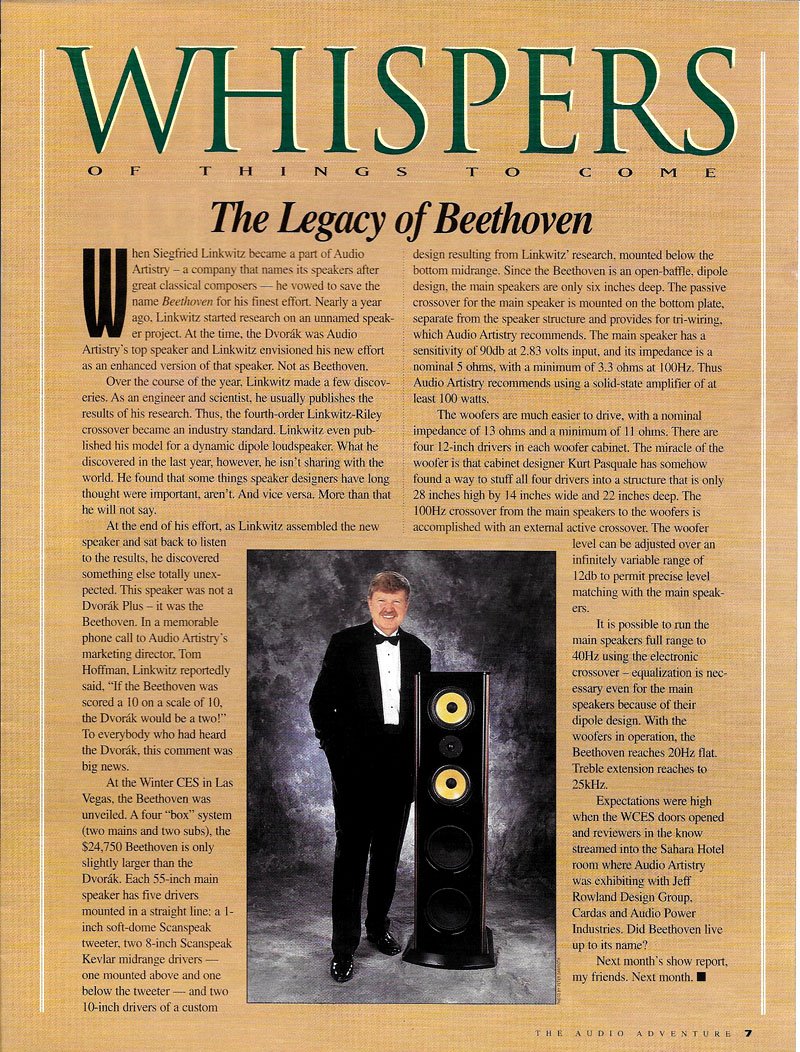 WHISPERS
OF THINGS TO COME
The Legacy of Beethoven
When Siegfried Linkwitz became a part of Audio
Artistry – a company that names its speakers after
great classical composers — he vowed to save the
name Beethoven for his finest effort. Nearly a year
ago, Linkwitz started research on an unnamed speak-
er project. At the time, the Dvorák was Audio
Artistry's top speaker and Linkwitz envisioned his new effort
as an enhanced version of that speaker. Not as Beethoven.
Over the course of the year, Linkwitz made a few discov-
eries. As an engineer and scientist, he usually publishes the
results of his research. Thus, the fourth-order Linkwitz-Riley
crossover became an industry standard. Linkwitz even pub-
lished his model for a dynamic dipole loudspeaker. What he
discovered in the last year, however, he isn't sharing with the
world. He found that some things speaker designers have long
thought were important, aren't. And vice versa. More than that
he will not say.
At the end of his effort, as Linkwitz assembled the new
speaker and sat back to listen
to the results, he discovered
something else totally unex-
pected. This speaker was not a
Dvorák Plus – it was the
Beethoven. In a memorable
phone call to Audio Artistry's
marketing director, Tom
Hoffman, Linkwitz reportedly
said, “If the Beethoven was
scored a 10 on a scale of 10,
the Dvorák would be a two!”
To everybody who had heard
the Dvorák, this comment was
big news.
At the Winter CES in Las
Vegas, the Beethoven was
unveiled. A four “box” system
(two mains and two subs), the
$24,750 Beethoven is only
slightly larger than the
Dvorák. Each 55-inch main
speaker has five drivers
mounted in a straight line: a 1-
inch soft-dome Scanspeak
tweeter, two 8-inch Scanspeak
Kevlar midrange drivers —
one mounted above and one
below the tweeter — and two
10-inch drivers of a custom
design resulting from Linkwitz' research, mounted below the
bottom midrange. Since the Beethoven is an open-baffle, dipole
design, the main speakers are only six inches deep. The passive
crossover for the main speaker is mounted on the bottom plate,
separate from the speaker structure and provides for tri-wiring,
which Audio Artistry recommends. The main speaker has a
sensitivity of 90db at 2.83 volts input, and its impedance is a
nominal 5 ohms, with a minimum of 3.3 ohms at 100Hz. Thus
Audio Artistry recommends using a solid-state amplifier of at
least 100 watts.
The woofers are much easier to drive, with a nominal
impedance of 13 ohms and a minimum of 11 ohms. There are
four 12-inch drivers in each woofer cabinet. The miracle of the
woofer is that cabinet designer Kurt Pasquale has somehow
found a way to stuff all four drivers into a structure that is only
28 inches high by 14 inches wide and 22 inches deep. The
100Hz crossover from the main speakers to the woofers is
accomplished with an external active crossover. The woofer
level can be adjusted over an
infinitely variable range of
12db to permit precise level
matching with the main speak-
ers.
It is possible to run the
main speakers full range to
40Hz using the electronic
crossover – equalization is nec-
essary even for the main
speakers because of their
dipole design. With the
woofers in operation, the
Beethoven reaches 20Hz flat.
Treble extension reaches to
25kHz.
Expectations were high
when the WCES doors opened
and reviewers in the know
streamed into the Sahara Hotel
room where Audio Artistry
was exhibiting with Jeff
Rowland Design Group,
Cardas and Audio Power
Industries. Did Beethoven live
up to its name?
Next month's show report,
my friends. Next month. ■
THE AUDIO ADVENTURE 7